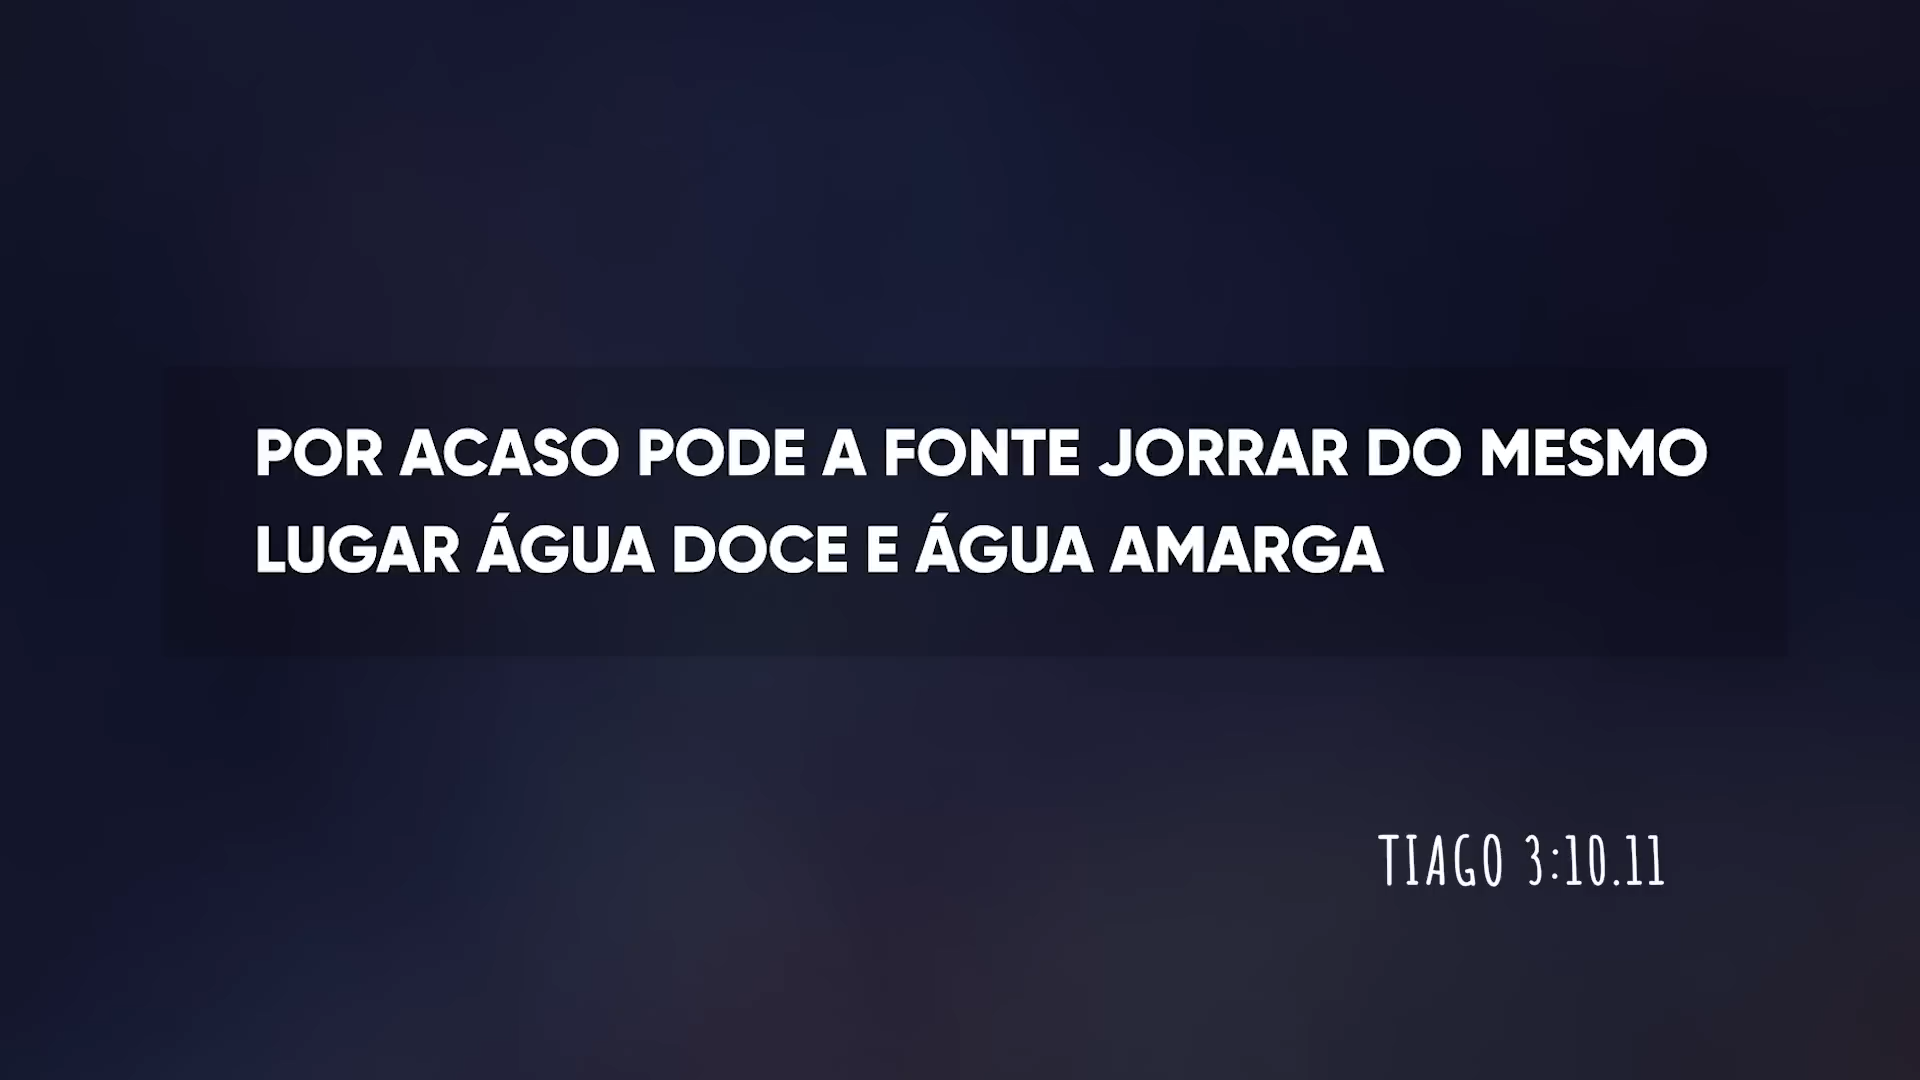 POR ACASO PODE A FONTE JORRAR DO MESMO
LUGAR ÁGUA DOCE E ÁGUA AMARGA
TIAGO 3:10.11